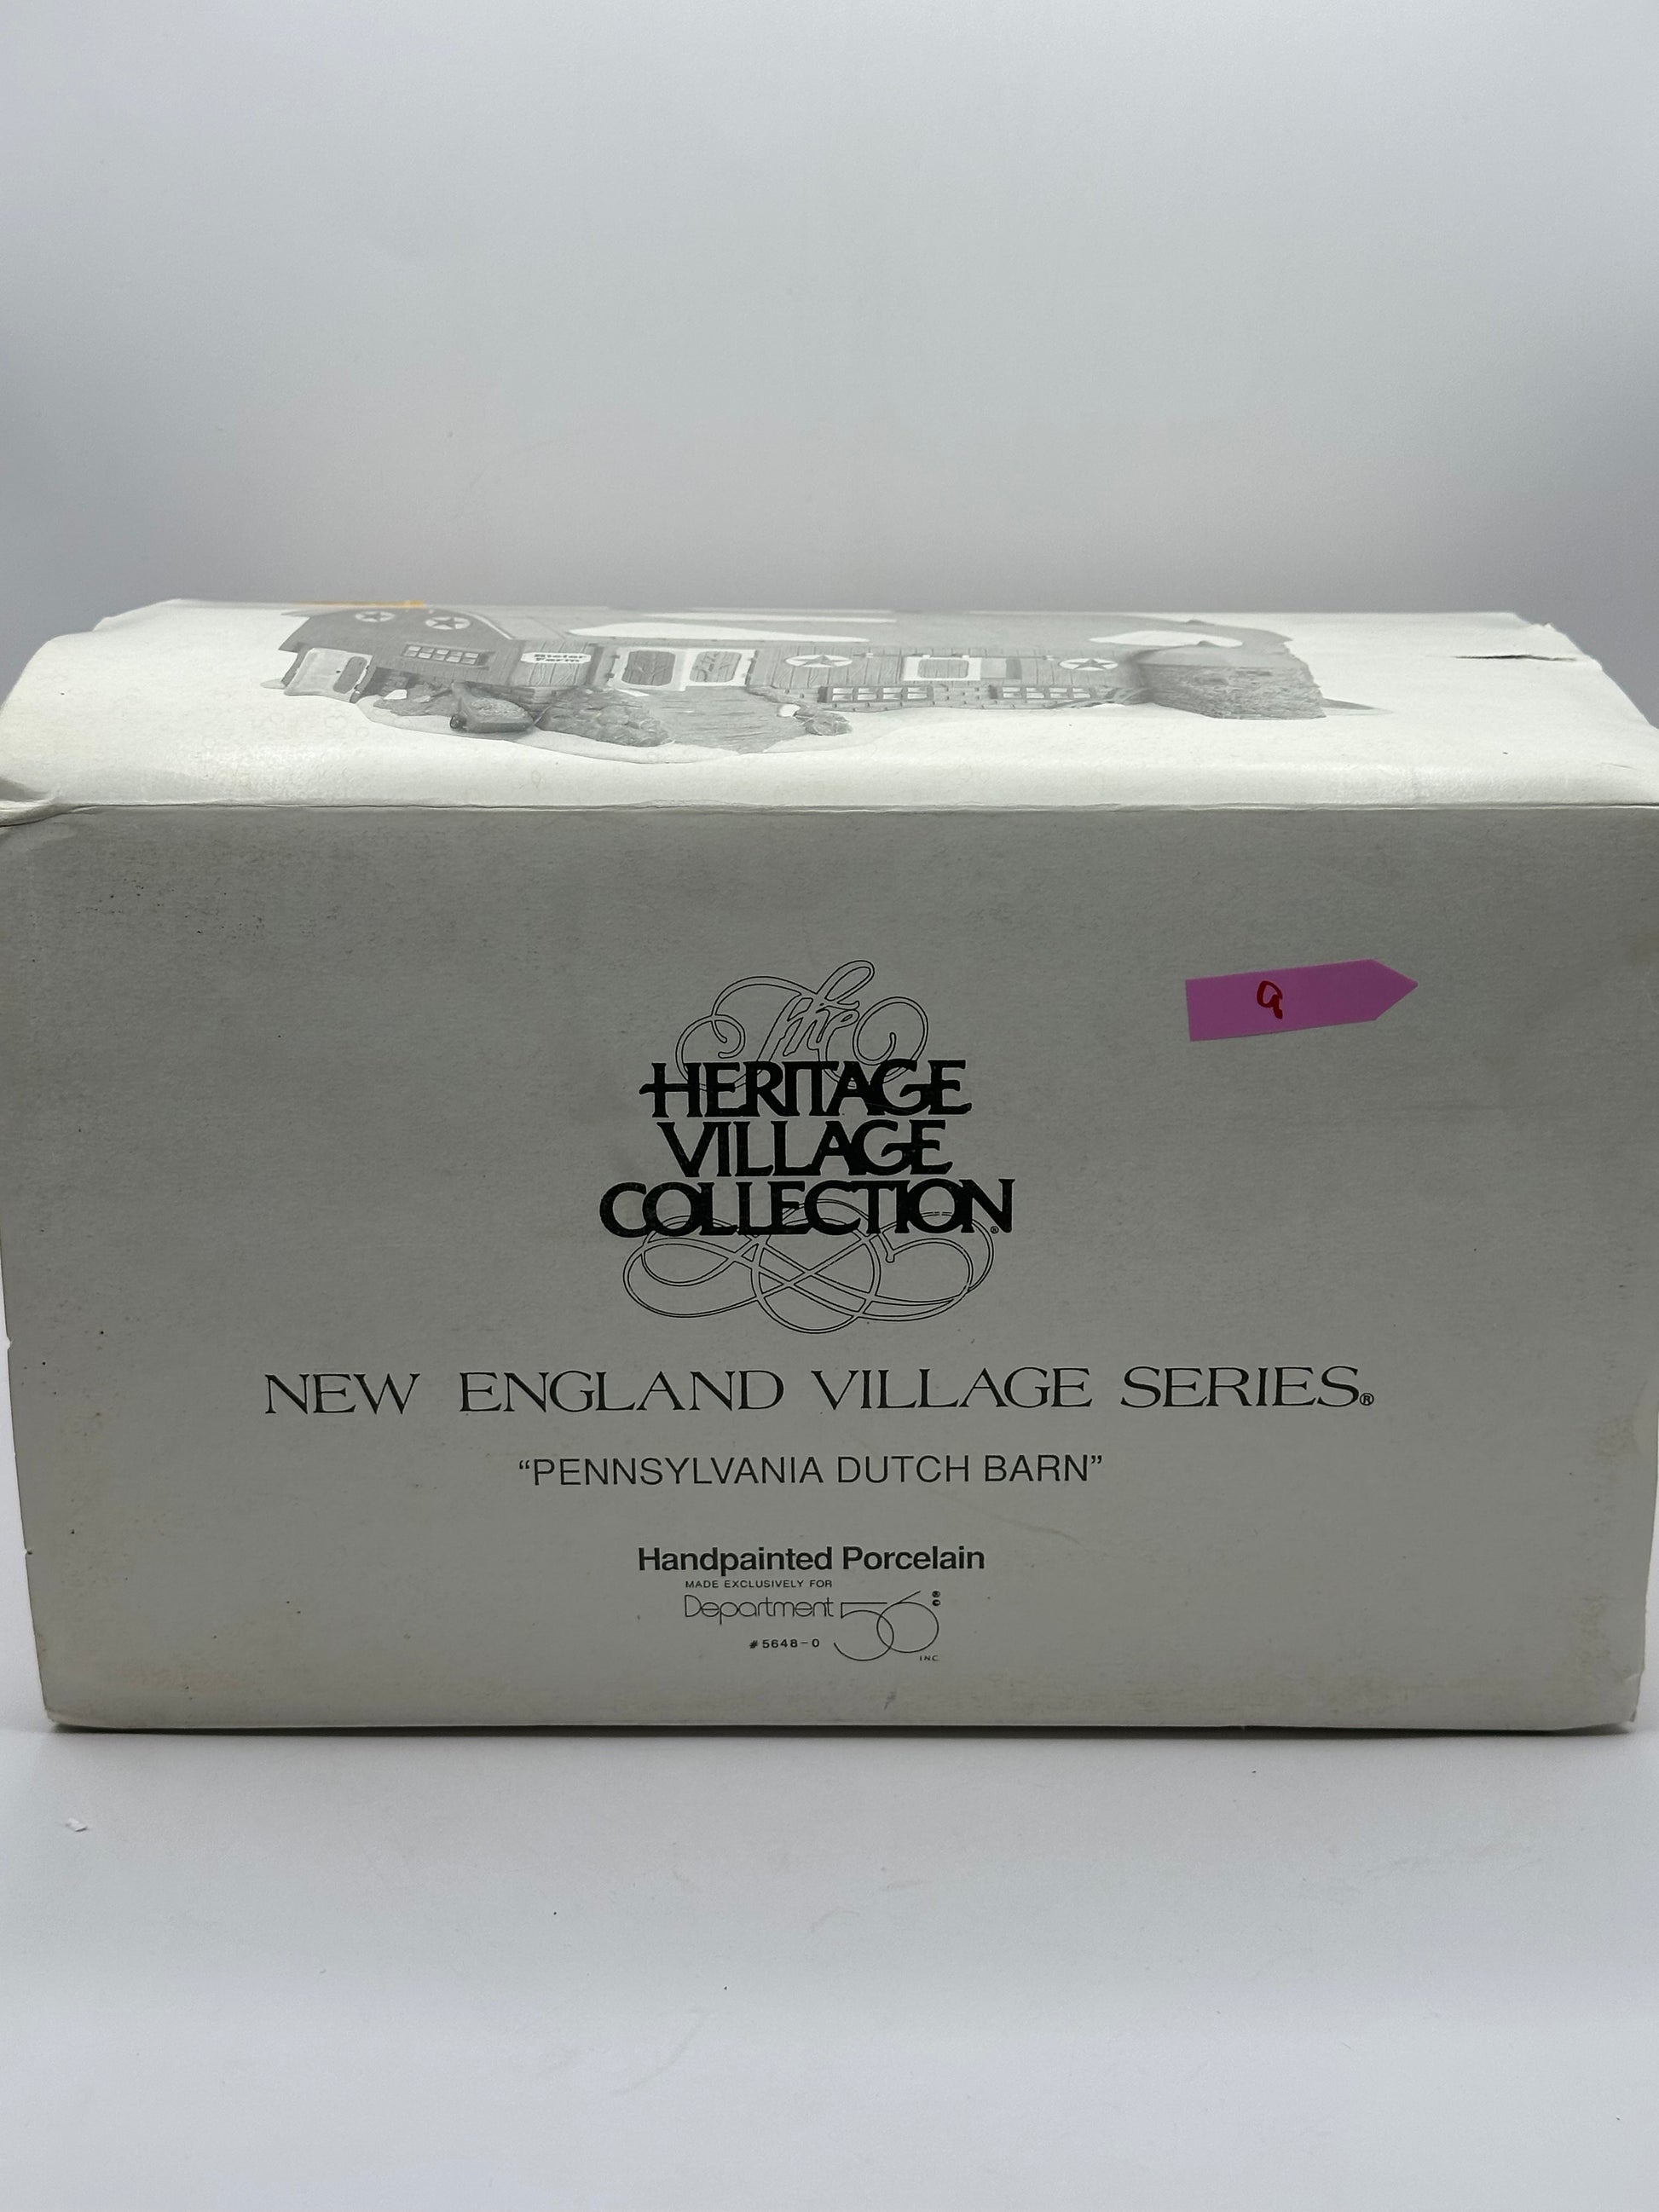 The
HERITAGE
VILLAGE
COLLECTION®
NEW ENGLAND VILLAGE SERIES®
“PENNSYLVANIA DUTCH BARN”
Handpainted Porcelain
MADE EXCLUSIVELY FOR
Department 56®©
#5648-0
INC
9